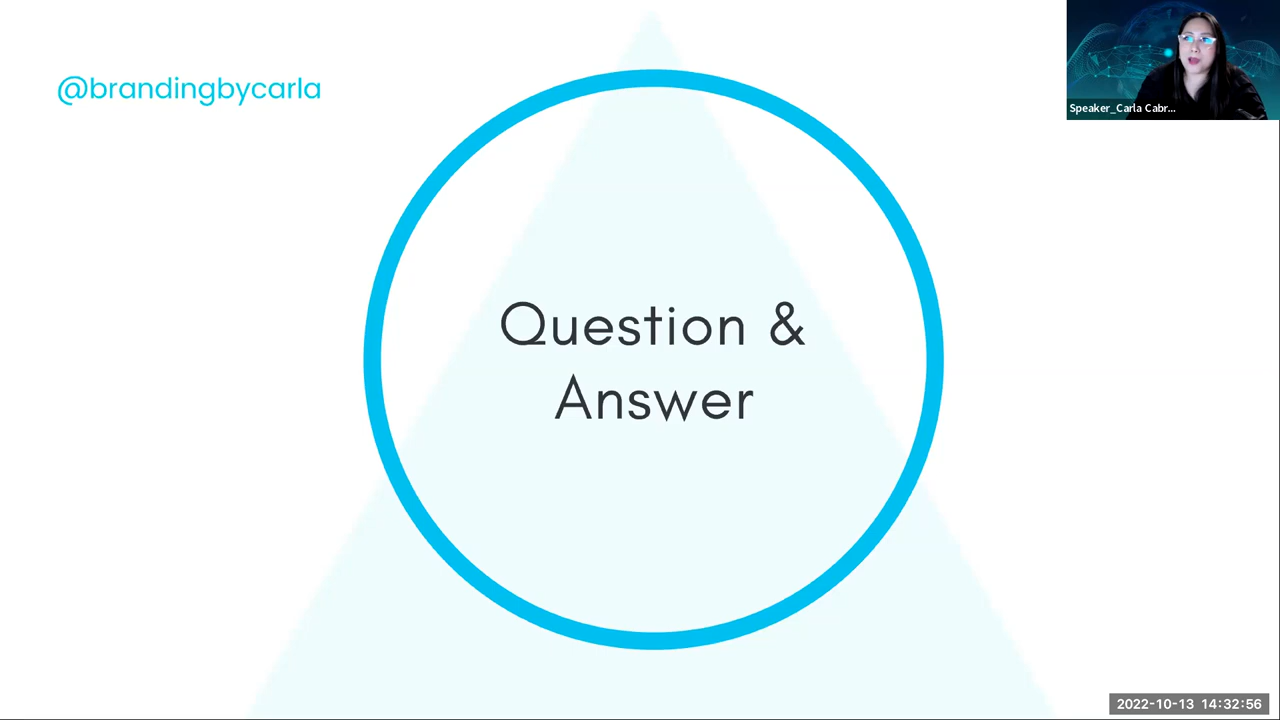 @brandingbycarla
Speaker_Carla Cabr...
Question &
Answer
2022-10-13 14:32:56